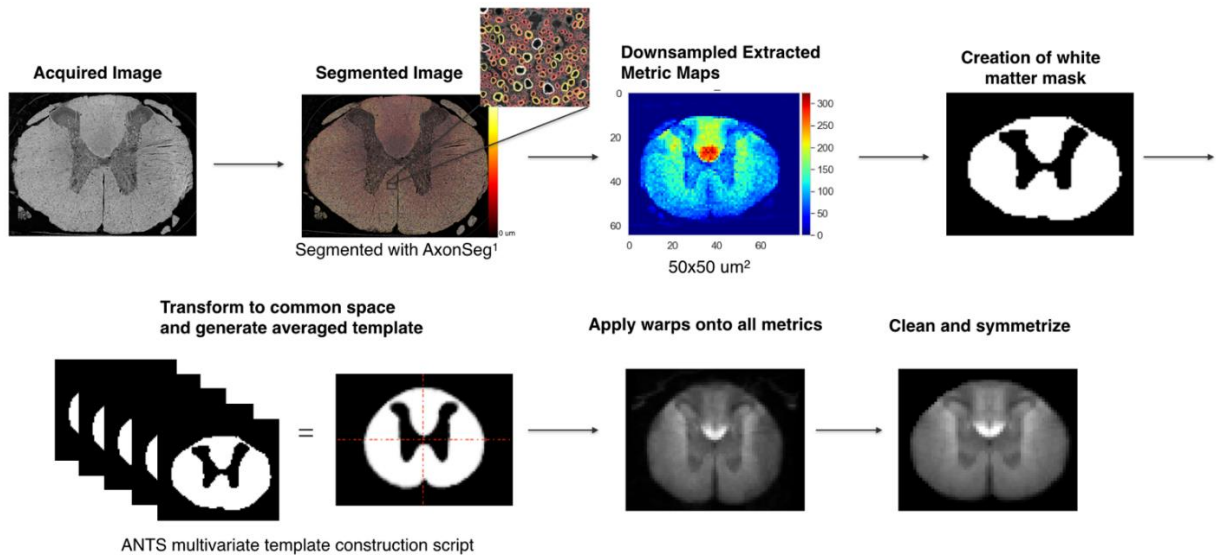 Acquired Image
Segmented Image
0 um
Segmented with AxonSeg¹
Downsampled Extracted
Metric Maps
0
20
40
60
0
20
40
60
300
250
200
150
100
50
0
50x50 um²
Creation of white
matter mask
Transform to common space
and generate averaged template
=
ANTS multivariate template construction script
Apply warps onto all metrics
Clean and symmetrize